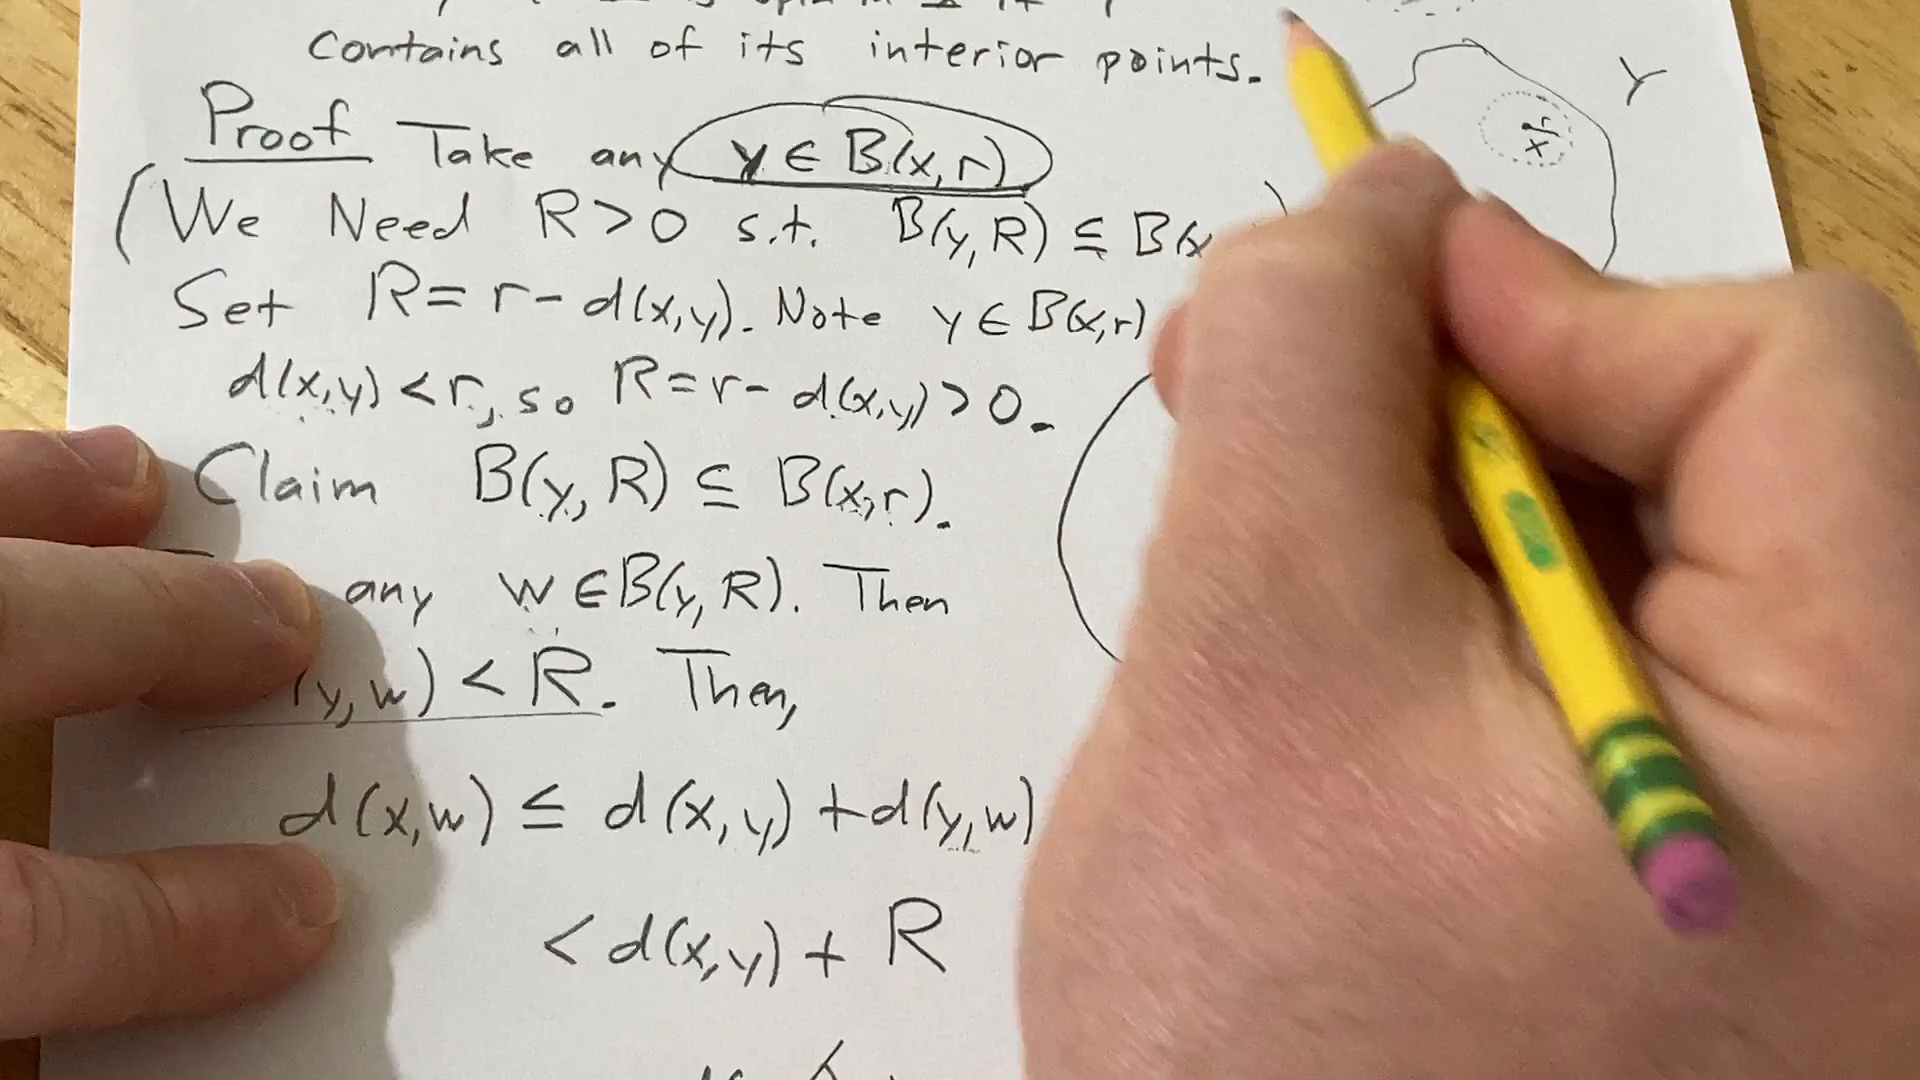 contains all of its interior points.
Y
r
x
Proof Take any y ∈ B(x,r)
(We Need R>0 s.t. B(y,R) ⊆ B(x )
Set R=r-d(x,y). Note y∈B(x,r)
d(x,y)<r, so R=r-d(x,y)>0.
Claim B(y,R) ⊆ B(x,r).
any w∈B(y,R). Then
(y,w)<R. Then,
d(x,w) ≤ d(x,y)+d(y,w)
<d(x,y)+R